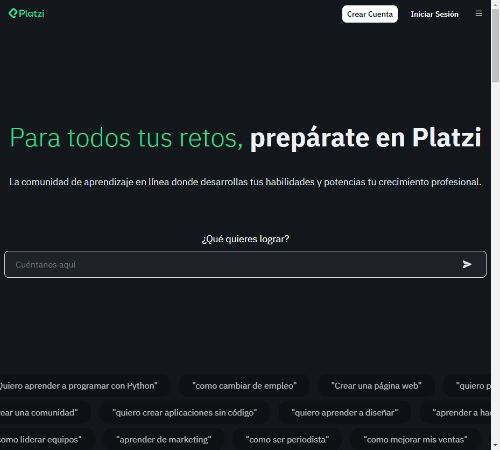 Platzi
Crear Cuenta
Iniciar Sesión
Para todos tus retos, prepárate en Platzi
La comunidad de aprendizaje en línea donde desarrollas tus habilidades y potencias tu crecimiento profesional.
¿Qué quieres lograr?
Cuéntanos aquí
Quiero aprender a programar con Python" "como cambiar de empleo" "Crear una página web" "quiero p
ear una comunidad" "quiero crear aplicaciones sin código" "quiero aprender a diseñar" "aprender a ha
omo liderar equipos" "aprender de marketing" "como ser periodista" "como mejorar mis ventas"